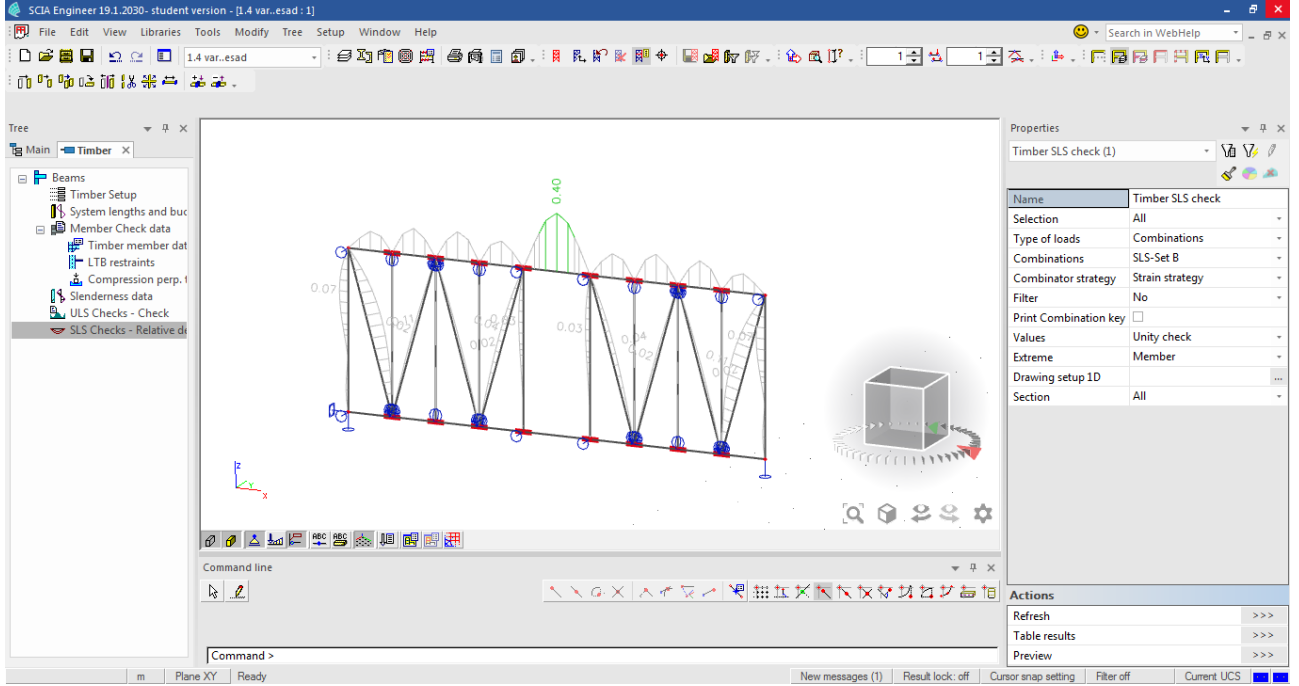 SCIA Engineer 19.1.2030- student version - [1.4 var..esad : 1]
File Edit View Libraries Tools Modify Tree Setup Window Help
Search in WebHelp
1.4 var..esad
1
1
Tree
Main
Timber
Beams
Timber Setup
System lengths and buc
Member Check data
Timber member dat
LTB restraints
Compression perp. t
Slenderness data
ULS Checks - Check
SLS Checks - Relative de
0.40
0.07
0.02
0.02
0.03
0.04
0.02
z
Y
x
ABC
ABC
Command line
Command >
Properties
Timber SLS check (1)
Name Timber SLS check
Selection All
Type of loads Combinations
Combinations SLS-Set B
Combinator strategy Strain strategy
Filter No
Print Combination key
Values Unity check
Extreme Member
Drawing setup 1D ...
Section All
Actions
Refresh >>>
Table results >>>
Preview >>>
m Plane XY Ready New messages (1) Result lock: off Cursor snap setting Filter off Current UCS